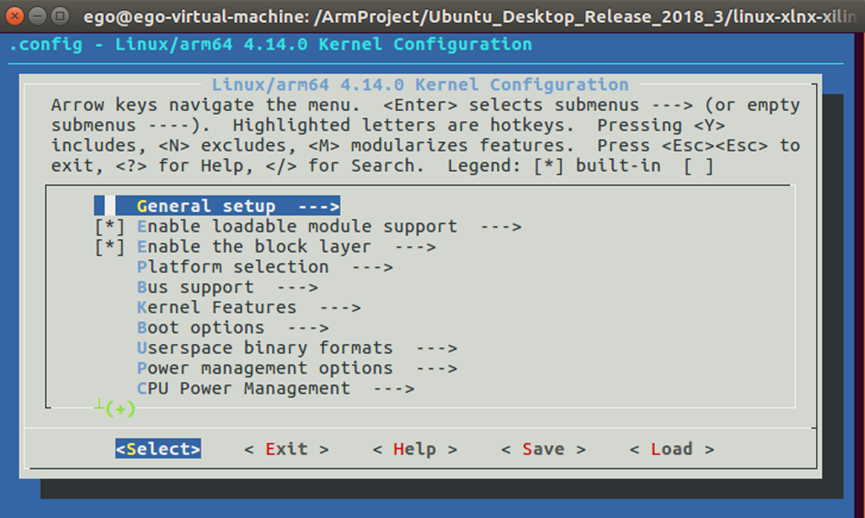 ego@ego-virtual-machine: /ArmProject/Ubuntu_Desktop_Release_2018_3/linux-xlnx-xilin
.config - Linux/arm64 4.14.0 Kernel Configuration
Linux/arm64 4.14.0 Kernel Configuration
Arrow keys navigate the menu.  <Enter> selects submenus ---> (or empty
submenus ----).  Highlighted letters are hotkeys.  Pressing <Y>
includes, <N> excludes, <M> modularizes features.  Press <Esc><Esc> to
exit, <?> for Help, </> for Search.  Legend: [*] built-in  [ ]
General setup  --->
[*] Enable loadable module support  --->
[*] Enable the block layer  --->
Platform selection  --->
Bus support  --->
Kernel Features  --->
Boot options  --->
Userspace binary formats  --->
Power management options  --->
CPU Power Management  --->
┴(+)
<Select>    < Exit >    < Help >    < Save >    < Load >